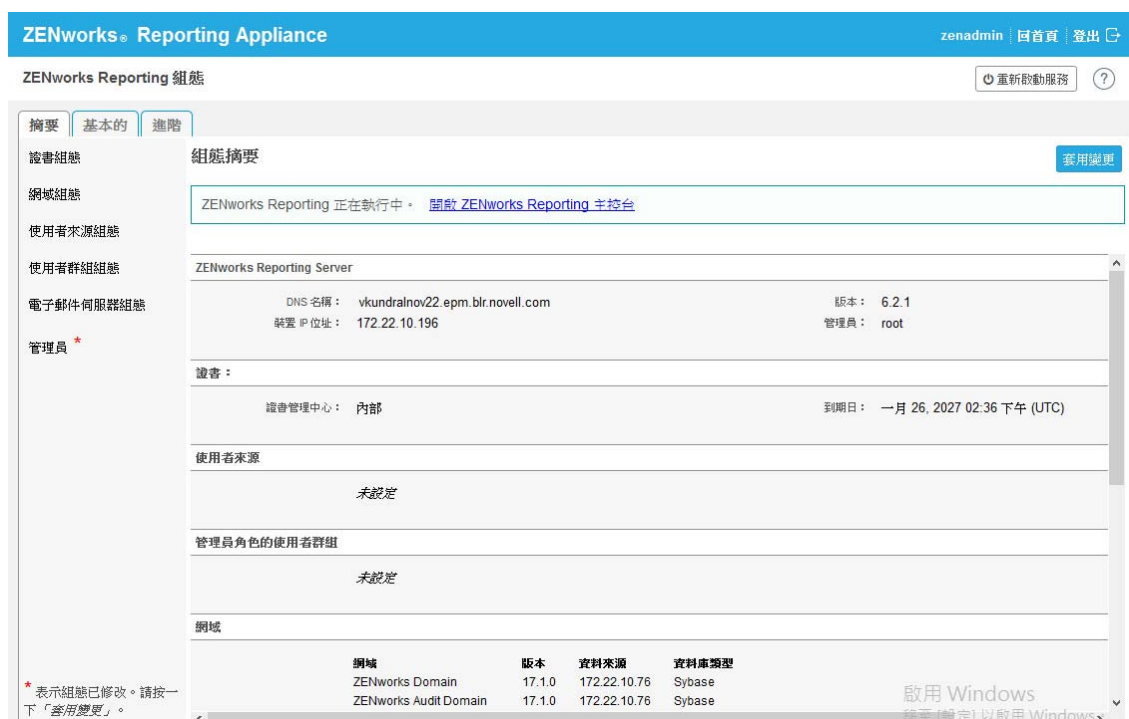 ZENworks® Reporting Appliance
zenadmin 回首頁 登出
ZENworks Reporting 組態
重新啟動服務 ?
摘要 基本的 進階
證書組態
網域組態
使用者來源組態
使用者群組組態
電子郵件伺服器組態
管理員 *
* 表示組態已修改。請按一
下「套用變更」。
組態摘要
套用變更
ZENworks Reporting 正在執行中。 開啟 ZENworks Reporting 主控台
ZENworks Reporting Server
DNS 名稱： vkundralnov22.epm.blr.novell.com 版本： 6.2.1
裝置 IP 位址： 172.22.10.196 管理員： root
證書：
證書管理中心： 內部 到期日： 一月 26, 2027 02:36 下午 (UTC)
使用者來源
未設定
管理員角色的使用者群組
未設定
網域
網域 版本 資料來源 資料庫類型
ZENworks Domain 17.1.0 172.22.10.76 Sybase
ZENworks Audit Domain 17.1.0 172.22.10.76 Sybase
啟用 Windows
移至 [設定] 以啟用 Windows。